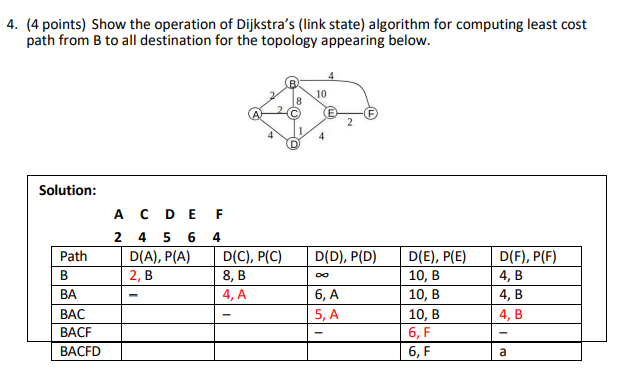 4. (4 points) Show the operation of Dijkstra's (link state) algorithm for computing least cost
path from B to all destination for the topology appearing below.
4
B
2 8 10
A 2 C E F
2
4 1 4
D
Solution:
A C D E F
2 4 5 6 4
Path D(A), P(A) D(C), P(C) D(D), P(D) D(E), P(E) D(F), P(F)
B 2, B 8, B ∞ 10, B 4, B
BA – 4, A 6, A 10, B 4, B
BAC – 5, A 10, B 4, B
BACF – 6, F –
BACFD 6, F a